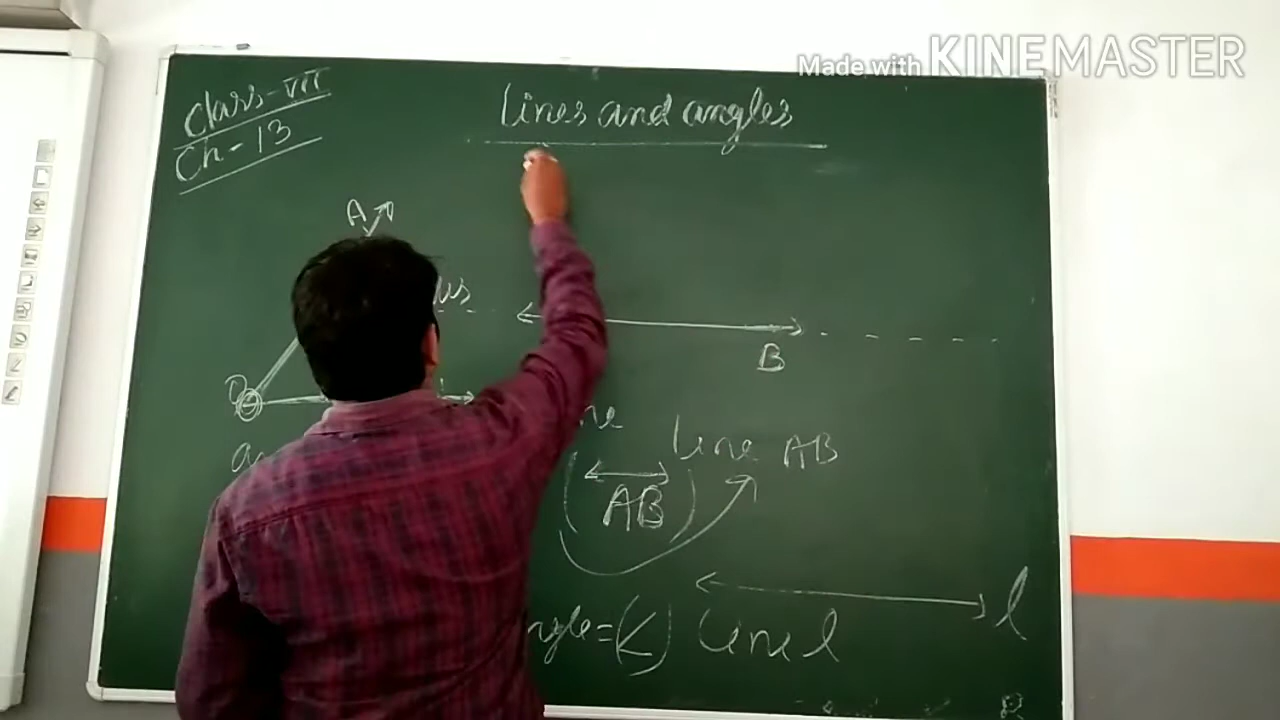 Made with KINEMASTER
Class-VII
Ch-13
Lines and angles
A
B
O
line AB
AB
line l
l